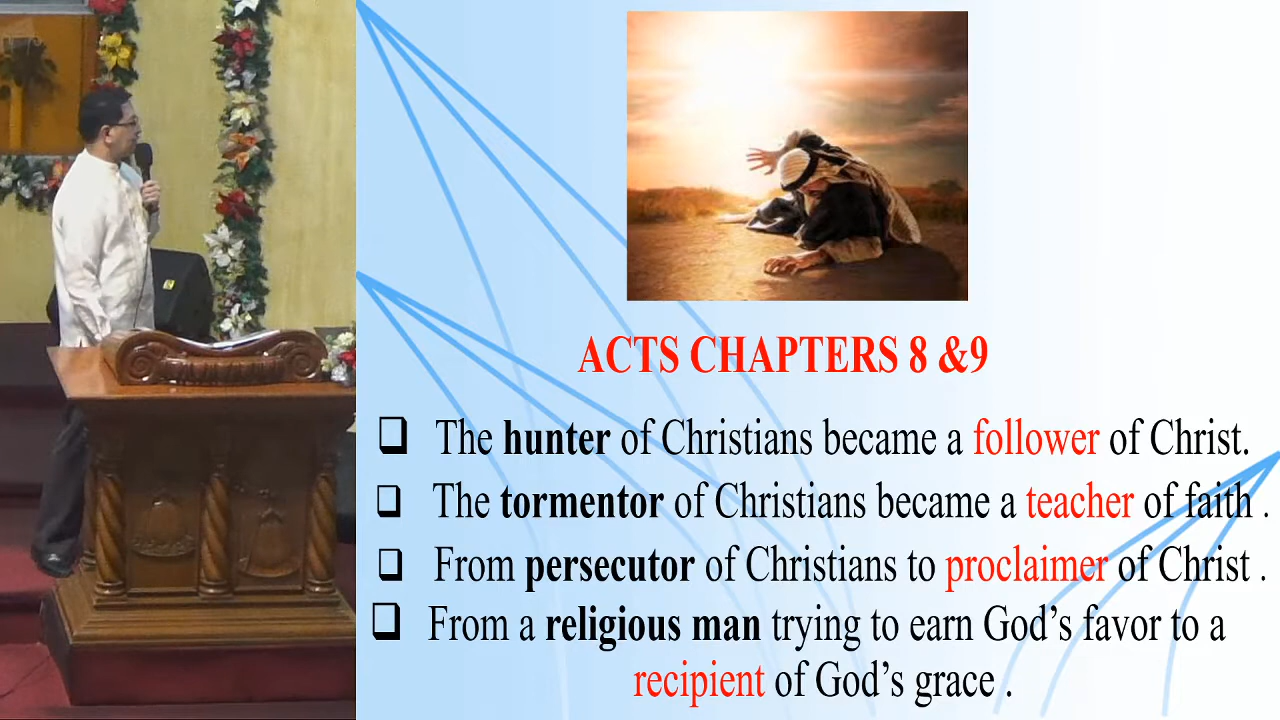 ACTS CHAPTERS 8 &9
❑ The hunter of Christians became a follower of Christ.
❑ The tormentor of Christians became a teacher of faith .
❑ From persecutor of Christians to proclaimer of Christ .
❑ From a religious man trying to earn God’s favor to a
recipient of God’s grace .